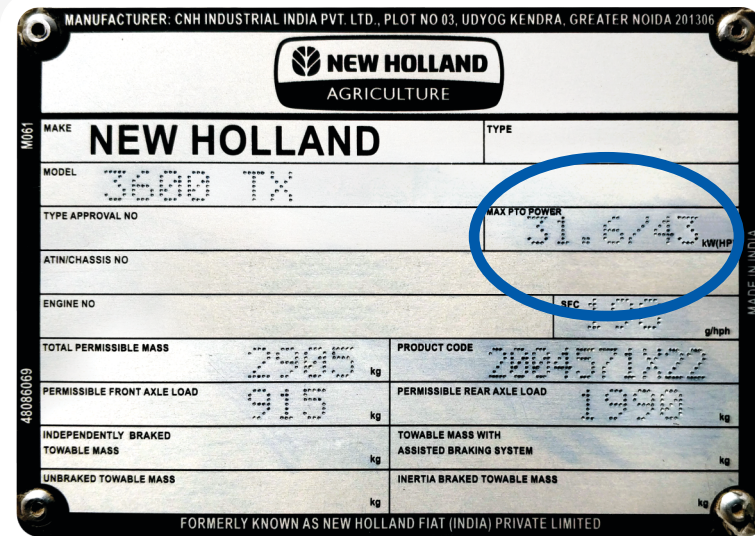 MANUFACTURER: CNH INDUSTRIAL INDIA PVT. LTD., PLOT NO 03, UDYOG KENDRA, GREATER NOIDA 201306
NEW HOLLAND
AGRICULTURE
M061
MAKE NEW HOLLAND TYPE
MODEL 3600 TX
TYPE APPROVAL NO MAX PTO POWER 31.6/43 kW(HP
ATIN/CHASSIS NO
ENGINE NO SFC g/hph
MADE IN INDIA
TOTAL PERMISSIBLE MASS 2905 kg PRODUCT CODE 2004571X22
PERMISSIBLE FRONT AXLE LOAD 915 kg PERMISSIBLE REAR AXLE LOAD 1990 kg
48086069
INDEPENDENTLY BRAKED TOWABLE MASS WITH
TOWABLE MASS kg ASSISTED BRAKING SYSTEM kg
UNBRAKED TOWABLE MASS kg INERTIA BRAKED TOWABLE MASS kg
FORMERLY KNOWN AS NEW HOLLAND FIAT (INDIA) PRIVATE LIMITED